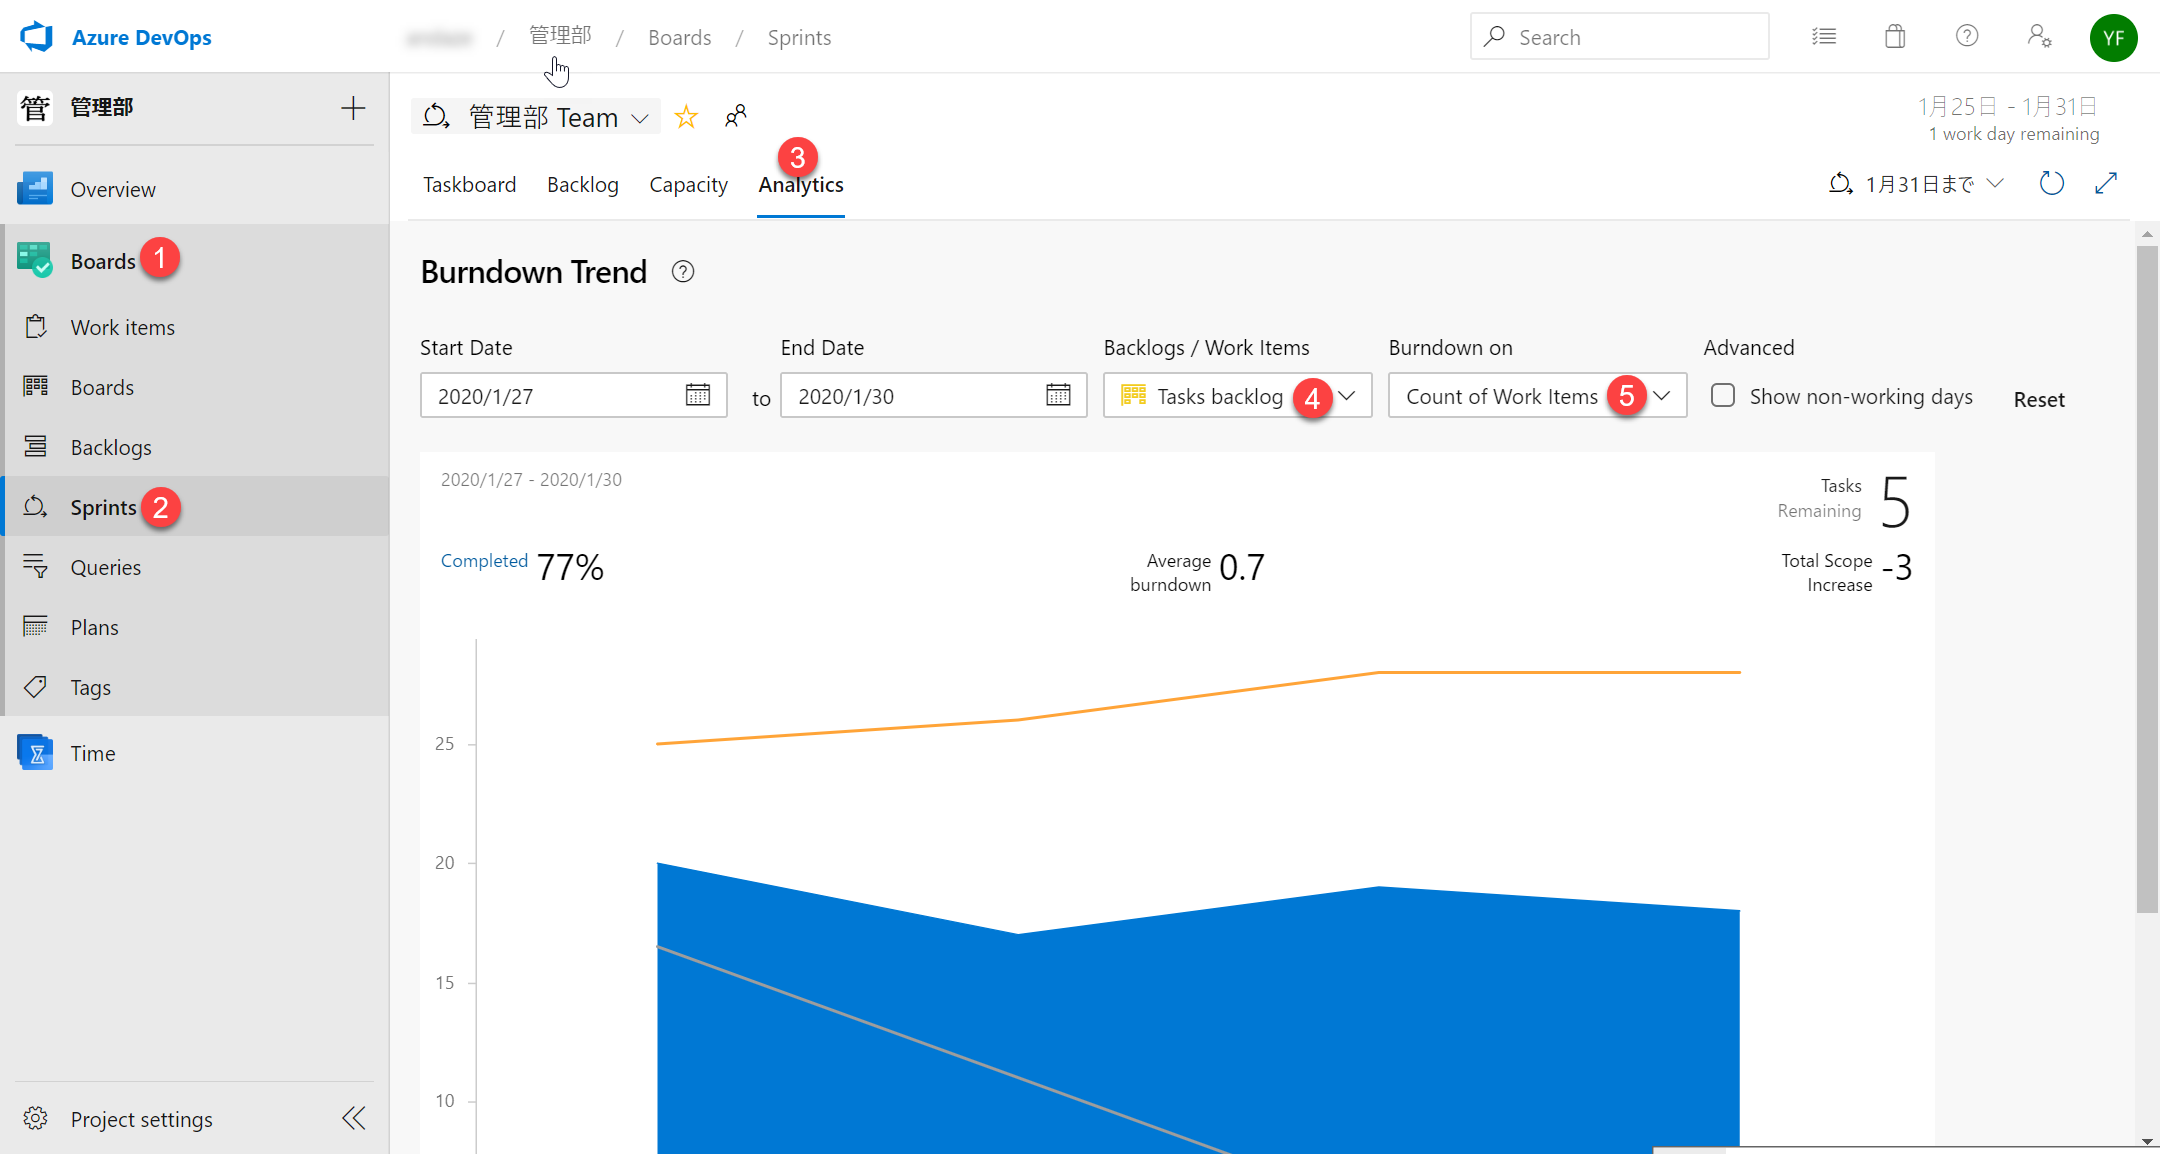 Azure DevOps
/ 管理部 / Boards / Sprints
Search
YF
管 管理部
Overview
Boards 1
Work items
Boards
Backlogs
Sprints 2
Queries
Plans
Tags
Time
Project settings
管理部 Team
1月25日 - 1月31日
1 work day remaining
3
Taskboard Backlog Capacity Analytics
1月31日まで
Burndown Trend
Start Date End Date Backlogs / Work Items Burndown on Advanced
2020/1/27 to 2020/1/30 Tasks backlog 4 Count of Work Items 5 Show non-working days Reset
2020/1/27 - 2020/1/30
Tasks
Remaining 5
Completed 77%
Average
burndown 0.7
Total Scope
Increase -3
25
20
15
10